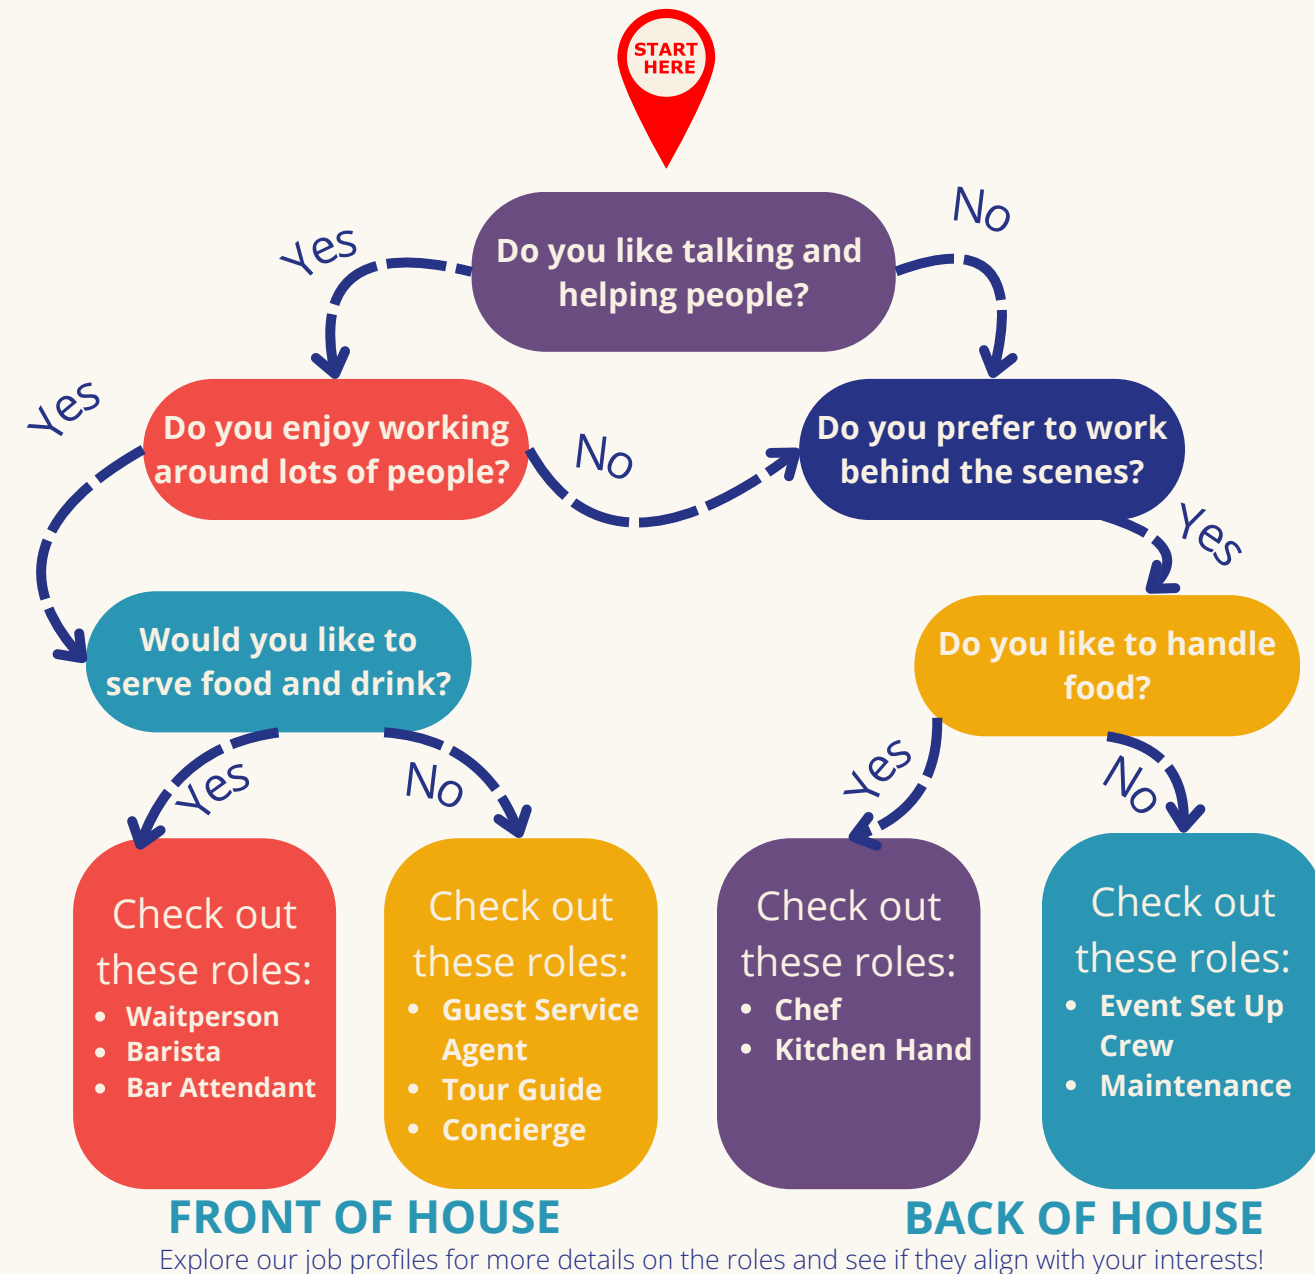 START
HERE
Do you like talking and
helping people?
Yes
No
Do you enjoy working
around lots of people?
Yes
No
Do you prefer to work
behind the scenes?
Yes
Would you like to
serve food and drink?
Do you like to handle
food?
Yes
No
Yes
No
Check out
these roles:
• Waitperson
• Barista
• Bar Attendant
Check out
these roles:
• Guest Service
Agent
• Tour Guide
• Concierge
Check out
these roles:
• Chef
• Kitchen Hand
Check out
these roles:
• Event Set Up
Crew
• Maintenance
FRONT OF HOUSE
BACK OF HOUSE
Explore our job profiles for more details on the roles and see if they align with your interests!